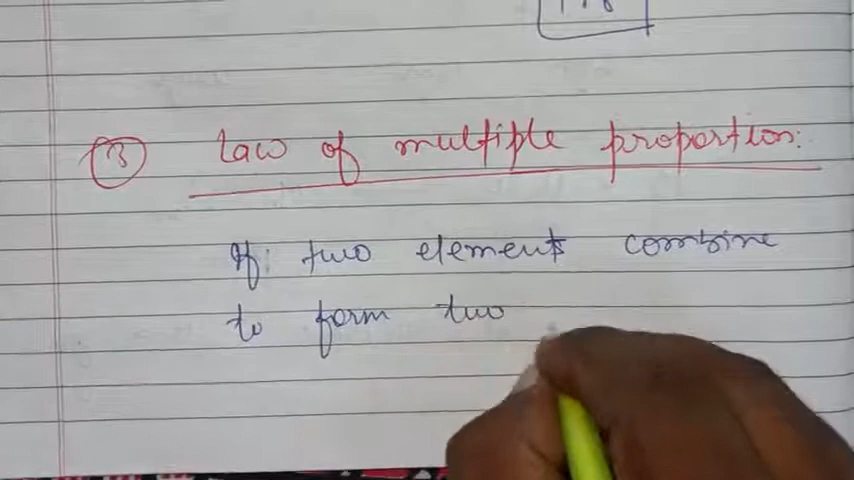 3 Law of multiple proportion:
If two elements combine
to form two